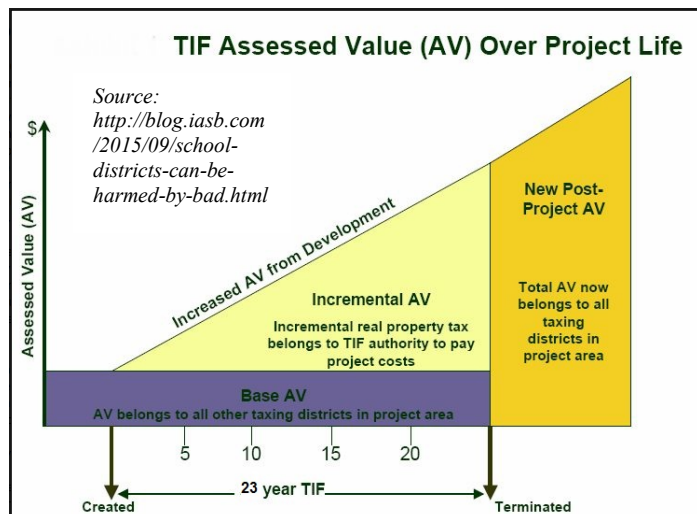 TIF Assessed Value (AV) Over Project Life
Source:
http://blog.iasb.com
/2015/09/school-
districts-can-be-
harmed-by-bad.html
$
Assessed Value (AV)
Increased AV from Development
Incremental AV
Incremental real property tax
belongs to TIF authority to pay
project costs
New Post-
Project AV
Total AV now
belongs to all
taxing
districts in
project area
Base AV
AV belongs to all other taxing districts in project area
5
10
15
20
23 year TIF
Created
Terminated